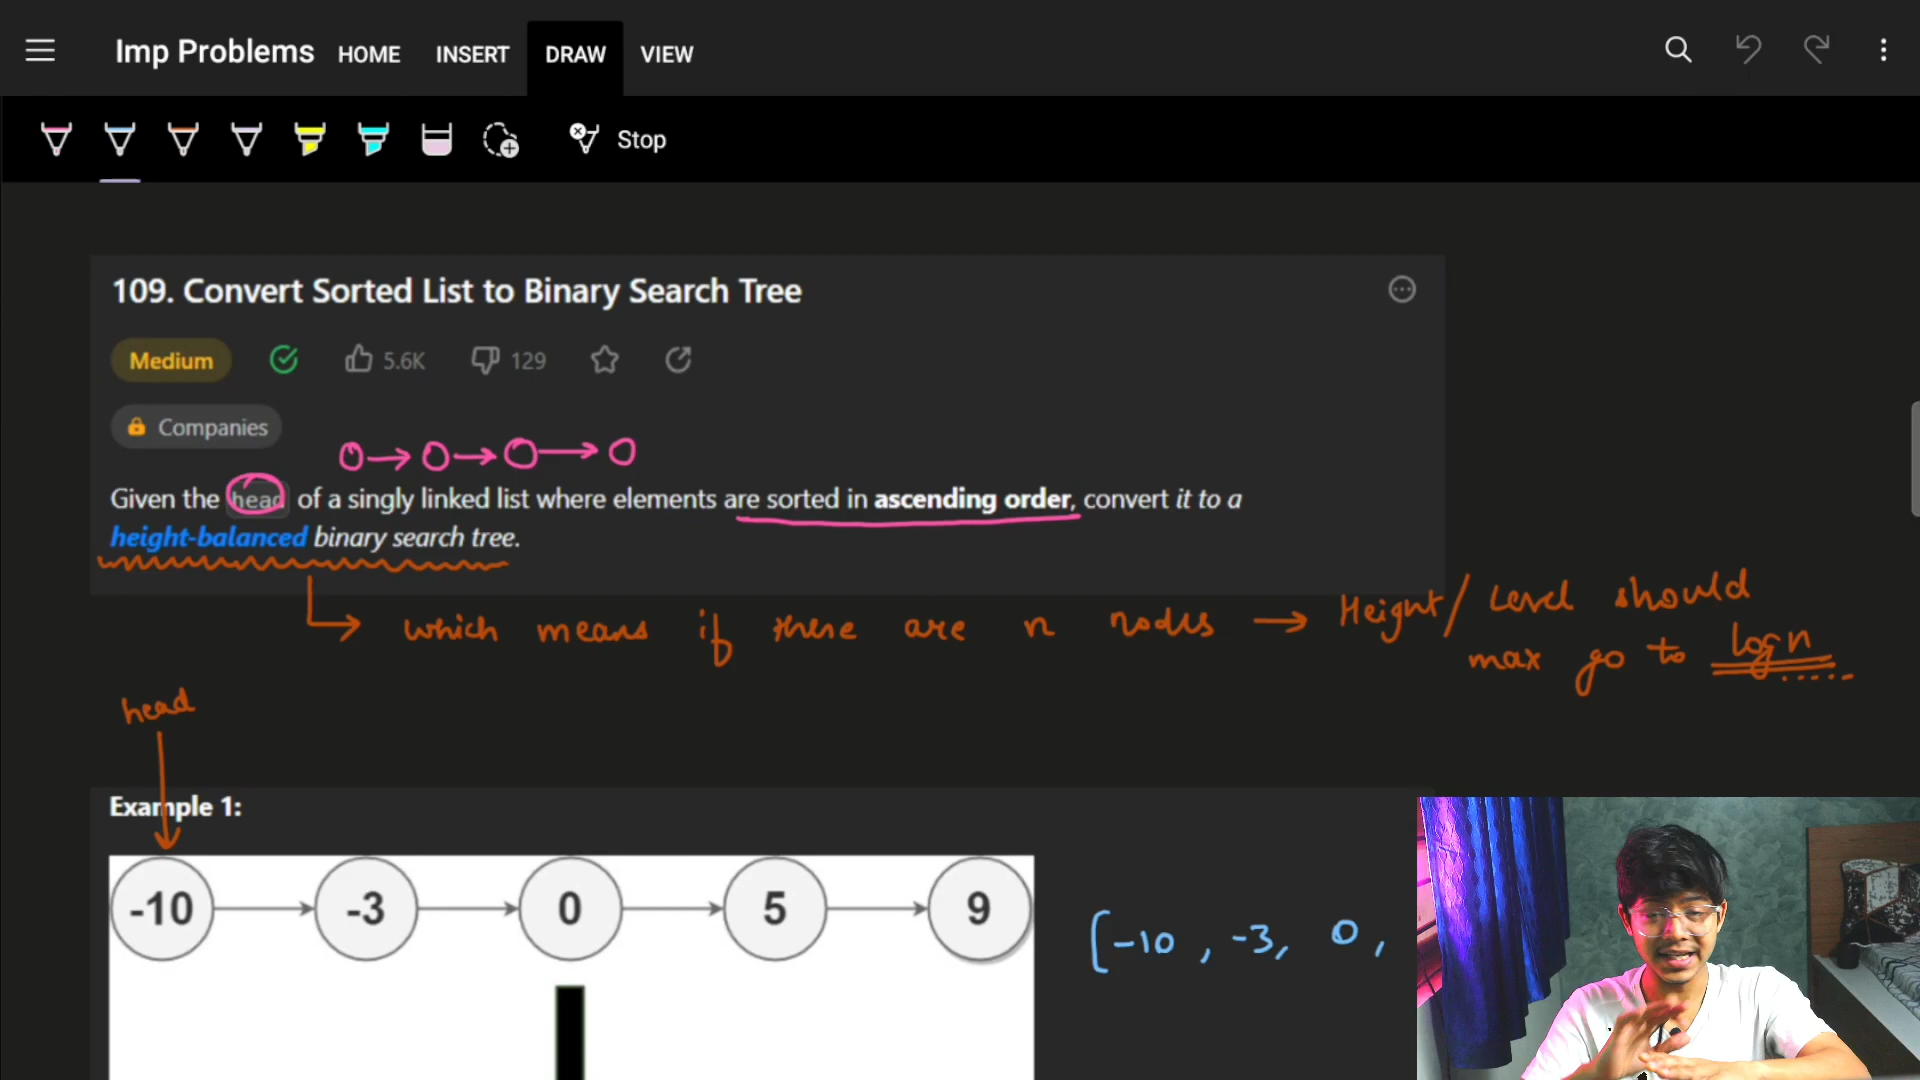 Imp Problems HOME INSERT DRAW VIEW
Stop
109. Convert Sorted List to Binary Search Tree
Medium 5.6K 129
Companies
Given the head of a singly linked list where elements are sorted in ascending order, convert it to a
height-balanced binary search tree.
which means if there are n nodes → Height/Level should
max go to log n
head
Example 1:
-10 -3 0 5 9
[-10, -3, 0,